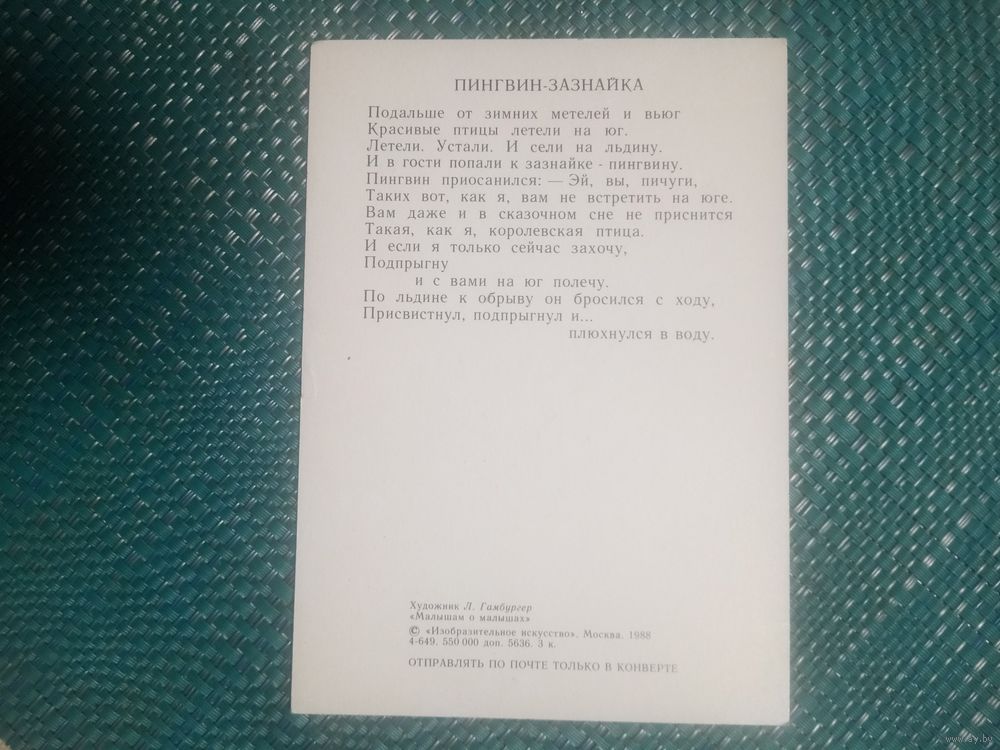 ПИНГВИН-ЗАЗНАЙКА
Подальше от зимних метелей и вьюг
Красивые птицы летели на юг.
Летели. Устали. И сели на льдину.
И в гости попали к зазнайке - пингвину.
Пингвин приосанился: — Эй, вы, пичуги,
Таких вот, как я, вам не встретить на юге.
Вам даже и в сказочном сне не приснится
Такая, как я, королевская птица.
И если я только сейчас захочу,
Подпрыгну
и с вами на юг полечу.
По льдине к обрыву он бросился с ходу,
Присвистнул, подпрыгнул и...
плюхнулся в воду.
Художник Л. Гамбургер
«Малышам о малышах»
© «Изобразительное искусство». Москва. 1988
4-649. 550 000 доп. 5636. 3 к.
ОТПРАВЛЯТЬ ПО ПОЧТЕ ТОЛЬКО В КОНВЕРТЕ
www.ay.by